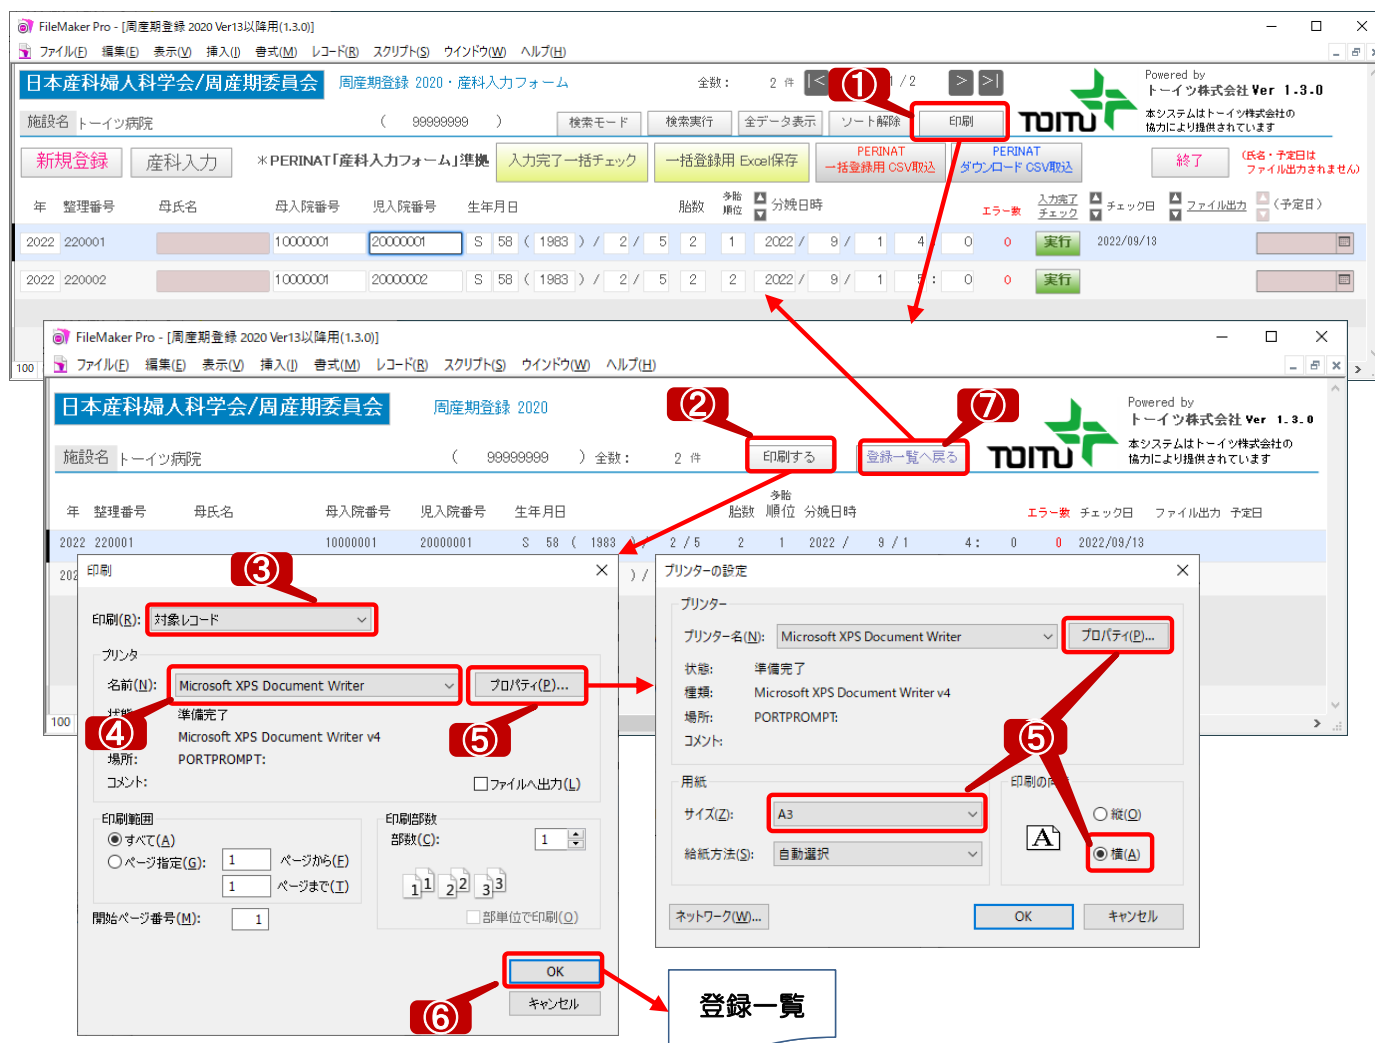 FileMaker Pro - [周産期登録 2020 Ver13以降用(1.3.0)]
ファイル(F) 編集(E) 表示(V) 挿入(I) 書式(M) レコード(R) スクリプト(S) ウインドウ(W) ヘルプ(H)
日本産科婦人科学会/周産期委員会 周産期登録 2020・産科入力フォーム 全数: 2 件 |< / 2 > >|
①
TOITU
Powered by
トーイツ株式会社 Ver 1.3.0
本システムはトーイツ株式会社の
協力により提供されています
施設名 トーイツ病院 ( 99999999 ) 検索モード 検索実行 全データ表示 ソート解除 印刷
新規登録 産科入力 *PERINAT「産科入力フォーム」準拠 入力完了一括チェック 一括登録用 Excel保存
PERINAT
一括登録用 CSV取込
PERINAT
ダウンロード CSV取込
終了
(氏名・予定日は
ファイル出力されません)
年 整理番号 母氏名 母入院番号 児入院番号 生年月日 胎数 多胎順位 分娩日時 エラー数 入力完了チェック チェック日 ファイル出力 (予定日)
2022 220001 10000001 20000001 S 58 ( 1983 ) / 2 / 5 2 1 2022 / 9 / 1 4 0 0 実行 2022/09/13
2022 220002 10000001 20000002 S 58 ( 1983 ) / 2 / 5 2 2 2022 / 9 / 1 5 : 0 0 実行
100
FileMaker Pro - [周産期登録 2020 Ver13以降用(1.3.0)]
ファイル(F) 編集(E) 表示(V) 挿入(I) 書式(M) レコード(R) スクリプト(S) ウインドウ(W) ヘルプ(H)
日本産科婦人科学会/周産期委員会 周産期登録 2020
②
⑦
TOITU
Powered by
トーイツ株式会社 Ver 1.3.0
本システムはトーイツ株式会社の
協力により提供されています
施設名 トーイツ病院 ( 99999999 ) 全数: 2 件 印刷する 登録一覧へ戻る
年 整理番号 母氏名 母入院番号 児入院番号 生年月日 胎数 多胎順位 分娩日時 エラー数 チェック日 ファイル出力 予定日
2022 220001 10000001 20000001 S 58 ( 1983 ) / 2 / 5 2 1 2022 / 9 / 1 4: 0 0 2022/09/13
202 ) /
100
印刷
③
印刷(R): 対象レコード
プリンタ
名前(N): Microsoft XPS Document Writer プロパティ(P)...
④
⑤
準備完了
Microsoft XPS Document Writer v4
場所: PORTPROMPT:
コメント: ファイルへ出力(L)
印刷範囲
すべて(A)
ページ指定(G): 1 ページから(F)
1 ページまで(T)
印刷部数
部数(C): 1
1 1 2 2 3 3
部単位で印刷(O)
開始ページ番号(M): 1
OK
キャンセル
⑥
プリンターの設定
プリンター
プリンター名(N): Microsoft XPS Document Writer プロパティ(P)...
状態: 準備完了
種類: Microsoft XPS Document Writer v4
場所: PORTPROMPT:
コメント:
⑤
用紙
サイズ(Z): A3
給紙方法(S): 自動選択
印刷の
A
縦(O)
横(A)
ネットワーク(W)... OK キャンセル
登録一覧